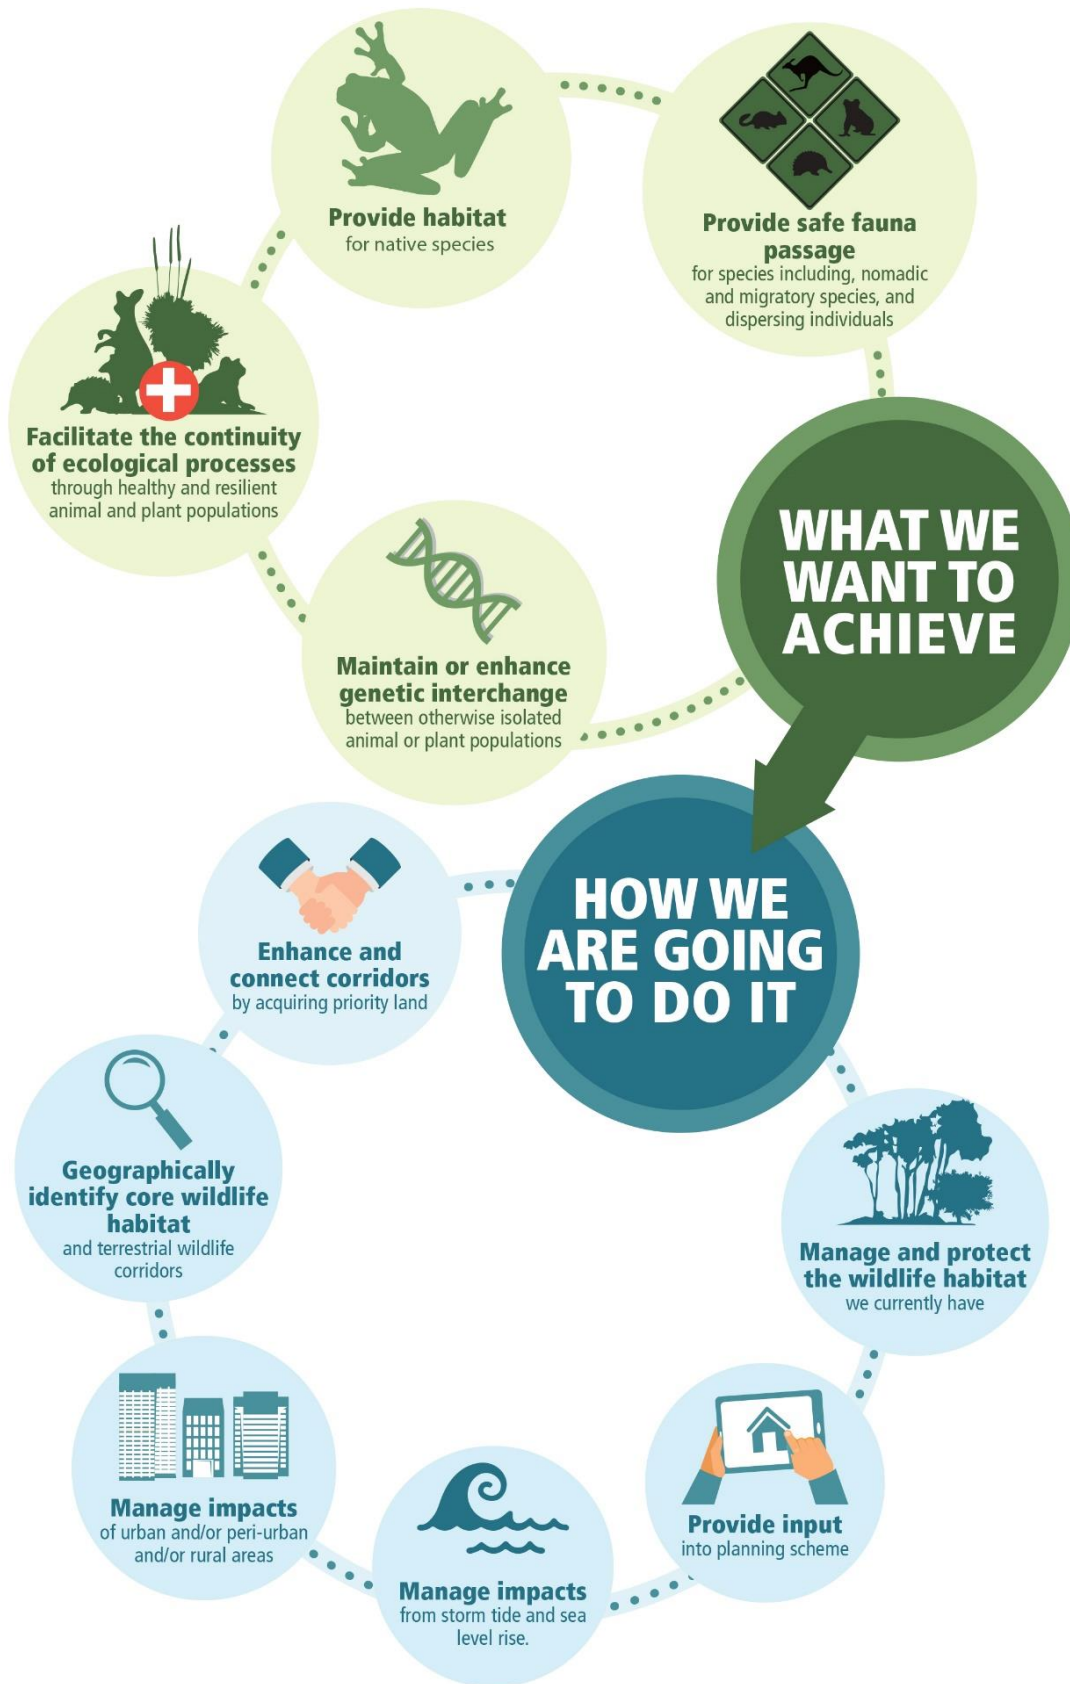 Provide habitat
for native species
Provide safe fauna
passage
for species including, nomadic
and migratory species, and
dispersing individuals
Facilitate the continuity
of ecological processes
through healthy and resilient
animal and plant populations
WHAT WE
WANT TO
ACHIEVE
Maintain or enhance
genetic interchange
between otherwise isolated
animal or plant populations
HOW WE
ARE GOING
TO DO IT
Enhance and
connect corridors
by acquiring priority land
Geographically
identify core wildlife
habitat
and terrestrial wildlife
corridors
Manage and protect
the wildlife habitat
we currently have
Manage impacts
of urban and/or peri-urban
and/or rural areas
Provide input
into planning scheme
Manage impacts
from storm tide and sea
level rise.